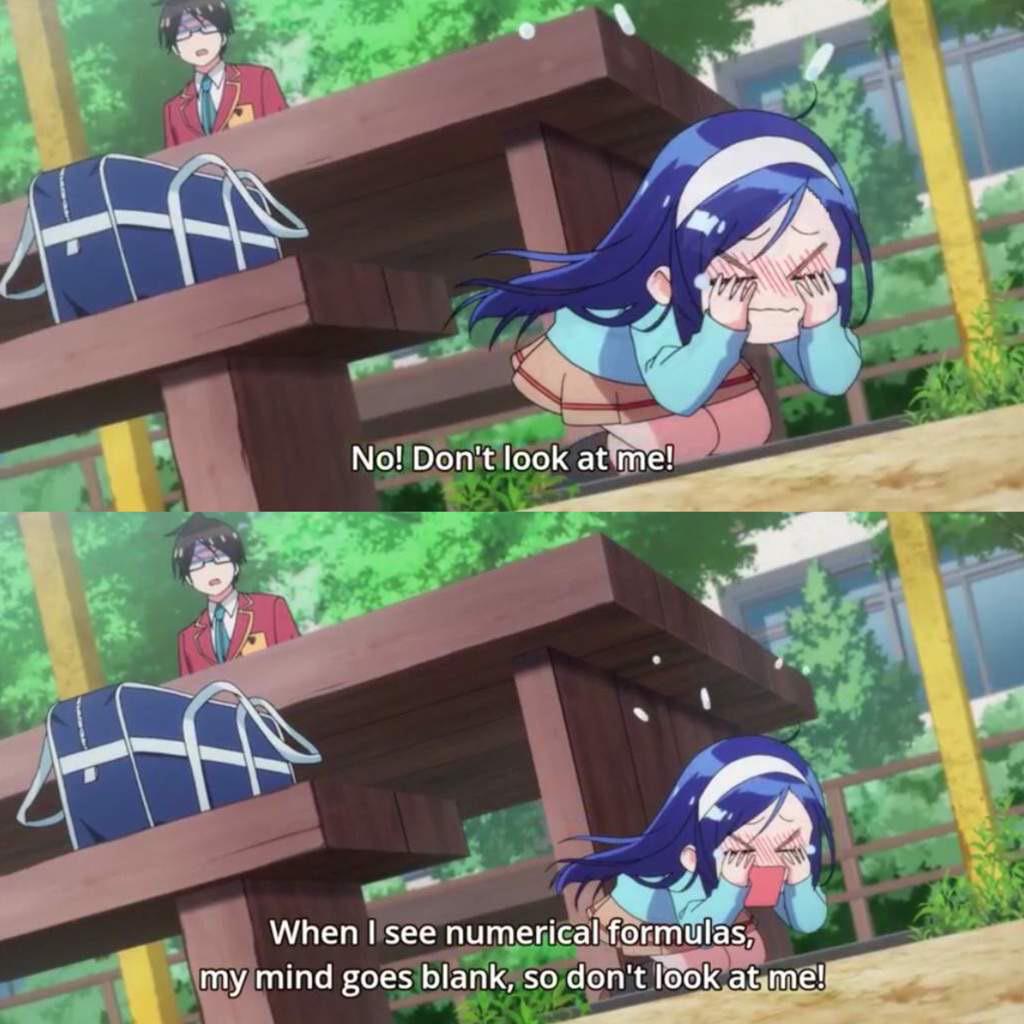 No! Don't look at me!
When I see numerical formulas,
my mind goes blank, so don't look at me!